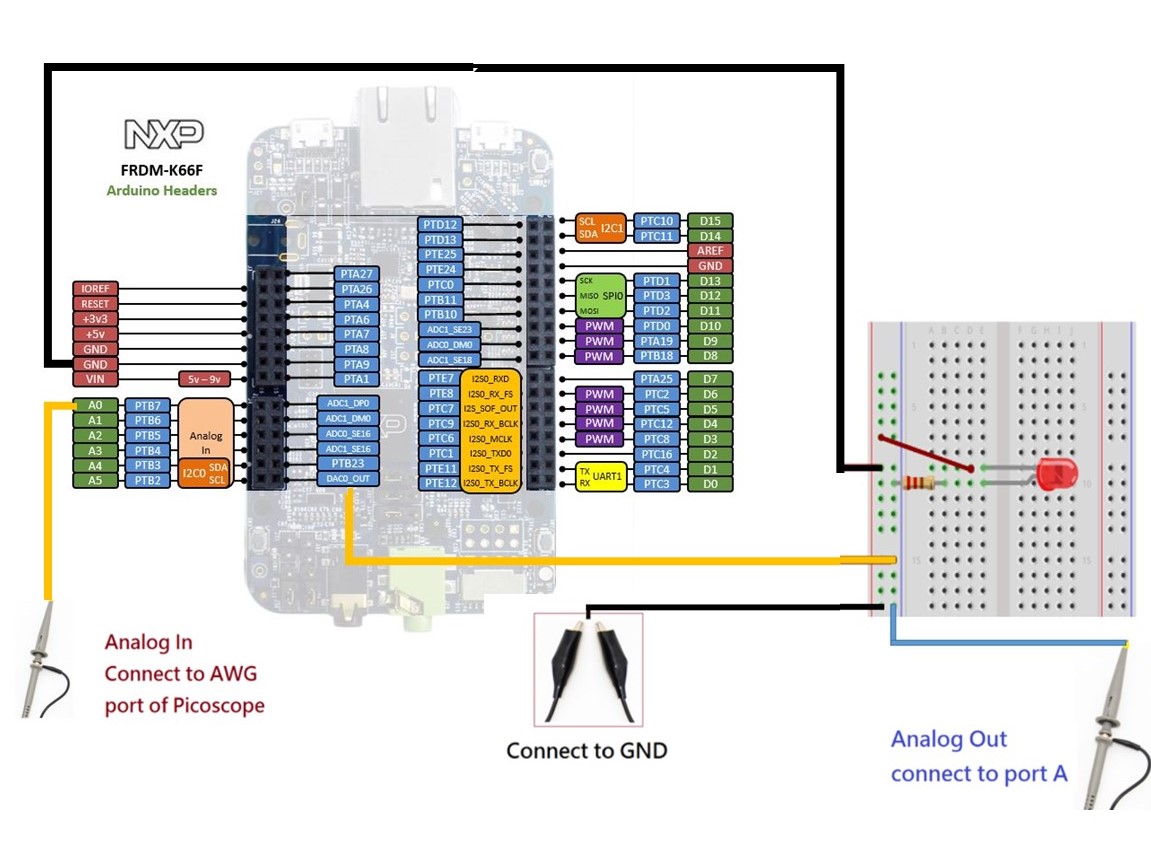 NXP
FRDM-K66F
Arduino Headers
J26
IOREF
RESET
+3v3
+5v
GND
GND
VIN
5v – 9v
A0 PTB7
A1 PTB6
A2 PTB5
A3 PTB4
A4 PTB3
A5 PTB2
Analog
In
I2C0 SDA
SCL
PTA27
PTA26
PTA4
PTA6
PTA7
PTA8
PTA9
PTA1
ADC1_DP0
ADC1_DM0
ADC0_SE16
ADC1_SE16
PTB23
DAC0_OUT
PTD12
PTD13
PTE25
PTE24
PTC0
PTB11
PTB10
ADC1_SE23
ADC0_DM0
ADC1_SE18
PTE7 I2S0_RXD
PTE8 I2S0_RX_FS
PTC7 I2S_SOF_OUT
PTC9 I2S0_RX_BCLK
PTC6 I2S0_MCLK
PTC1 I2S0_TXD0
PTE11 I2S0_TX_FS
PTE12 I2S0_TX_BCLK
SCL I2C1 PTC10 D15
SDA PTC11 D14
AREF
GND
SCK PTD1 D13
MISO SPI0 PTD3 D12
MOSI PTD2 D11
PWM PTD0 D10
PWM PTA19 D9
PWM PTB18 D8
PTA25 D7
PWM PTC2 D6
PWM PTC5 D5
PWM PTC12 D4
PWM PTC8 D3
PTC16 D2
TX UART1 PTC4 D1
RX PTC3 D0
A B C D E F G H I J
1 1
5 5
10
15 15
Analog In
Connect to AWG
port of Picoscope
Connect to GND
Analog Out
connect to port A